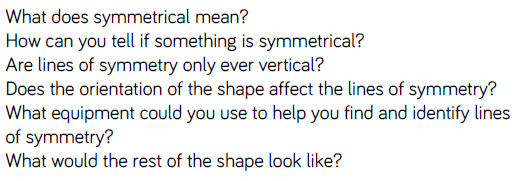 What does symmetrical mean?
How can you tell if something is symmetrical?
Are lines of symmetry only ever vertical?
Does the orientation of the shape affect the lines of symmetry?
What equipment could you use to help you find and identify lines
of symmetry?
What would the rest of the shape look like?